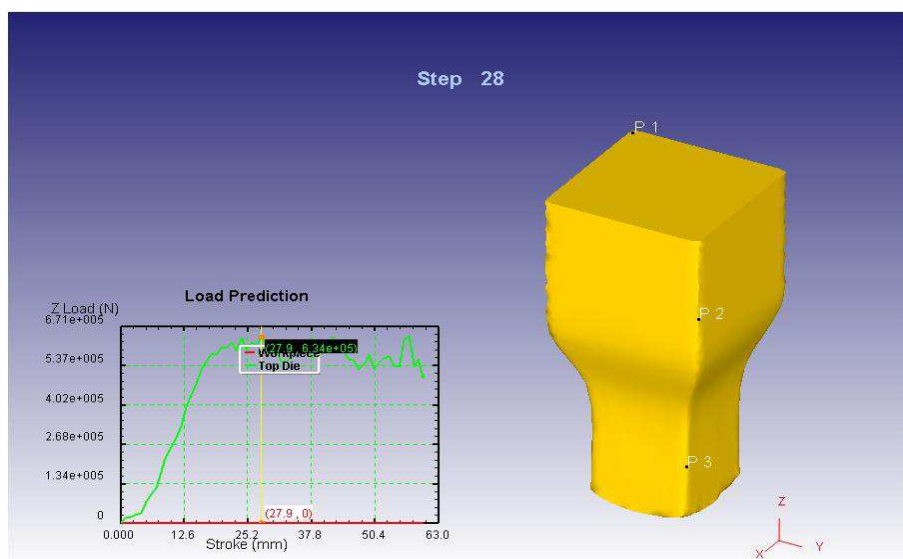 Step 28
P 1
P 2
P 3
Load Prediction
Z Load (N)
6.71e+005
5.37e+005
4.02e+005
2.68e+005
1.34e+005
0
(27.9, 6.34e+05)
Workpiece
Top Die
(27.9, 0)
0.000 12.6 25.2 37.8 50.4 63.0
Stroke (mm)
Z
X Y